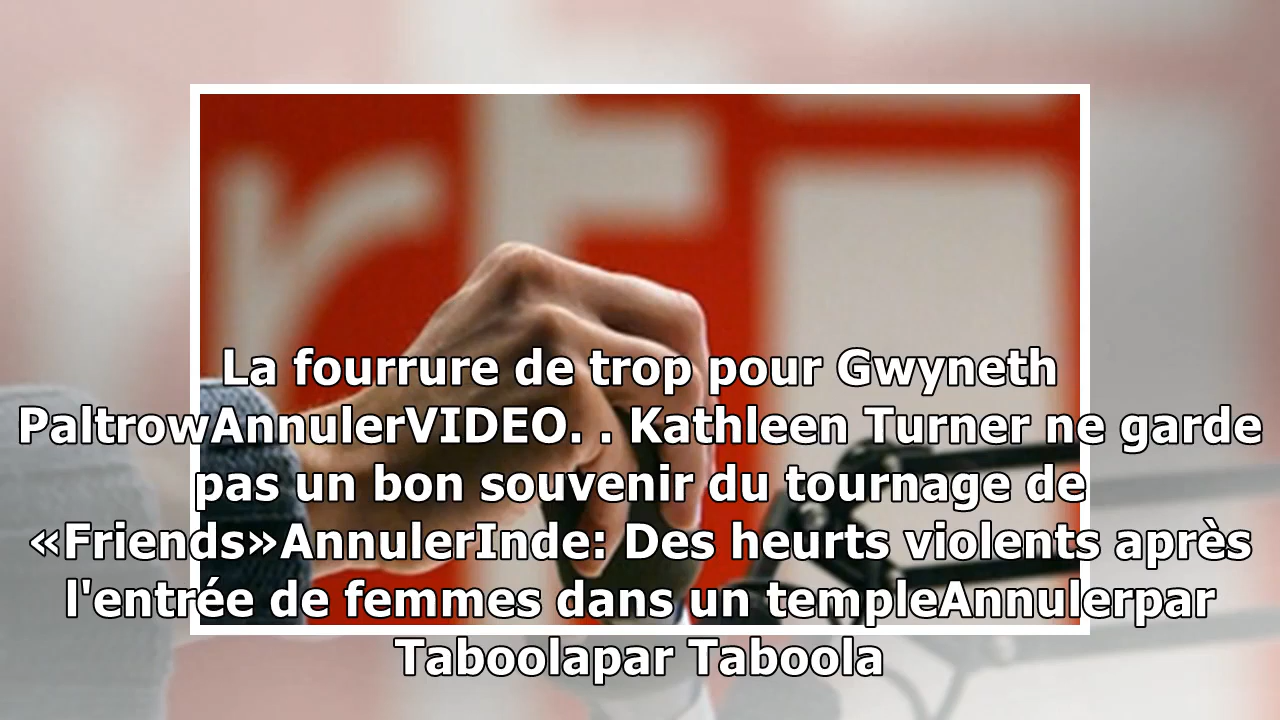 La fourrure de trop pour Gwyneth
PaltrowAnnulerVIDEO. . Kathleen Turner ne garde
pas un bon souvenir du tournage de
«Friends»AnnulerInde: Des heurts violents après
l'entrée de femmes dans un templeAnnulerpar
Taboolapar Taboola